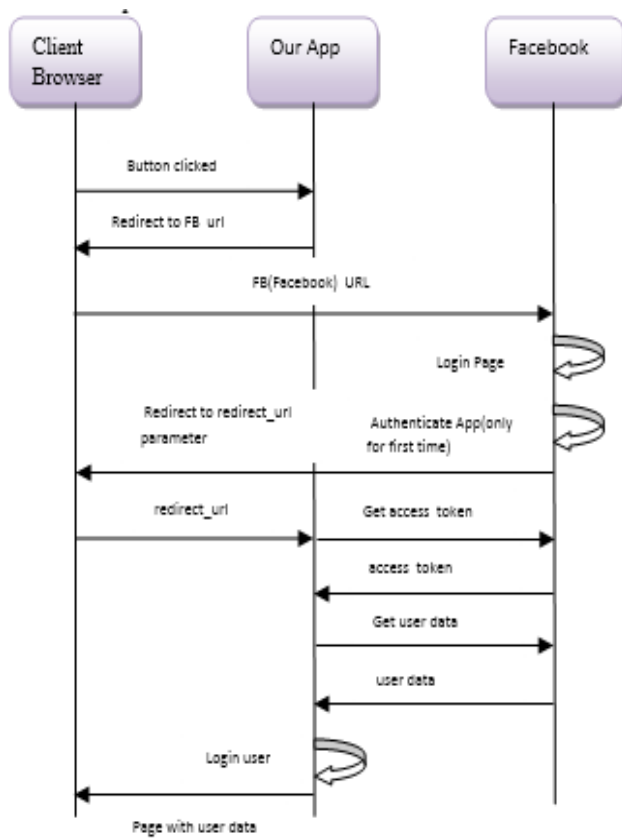 Client
Browser
Our App
Facebook
Button clicked
Redirect to FB url
FB(Facebook) URL
Login Page
Redirect to redirect_url
parameter
Authenticate App(only
for first time)
redirect_url
Get access token
access token
Get user data
user data
Login user
Page with user data